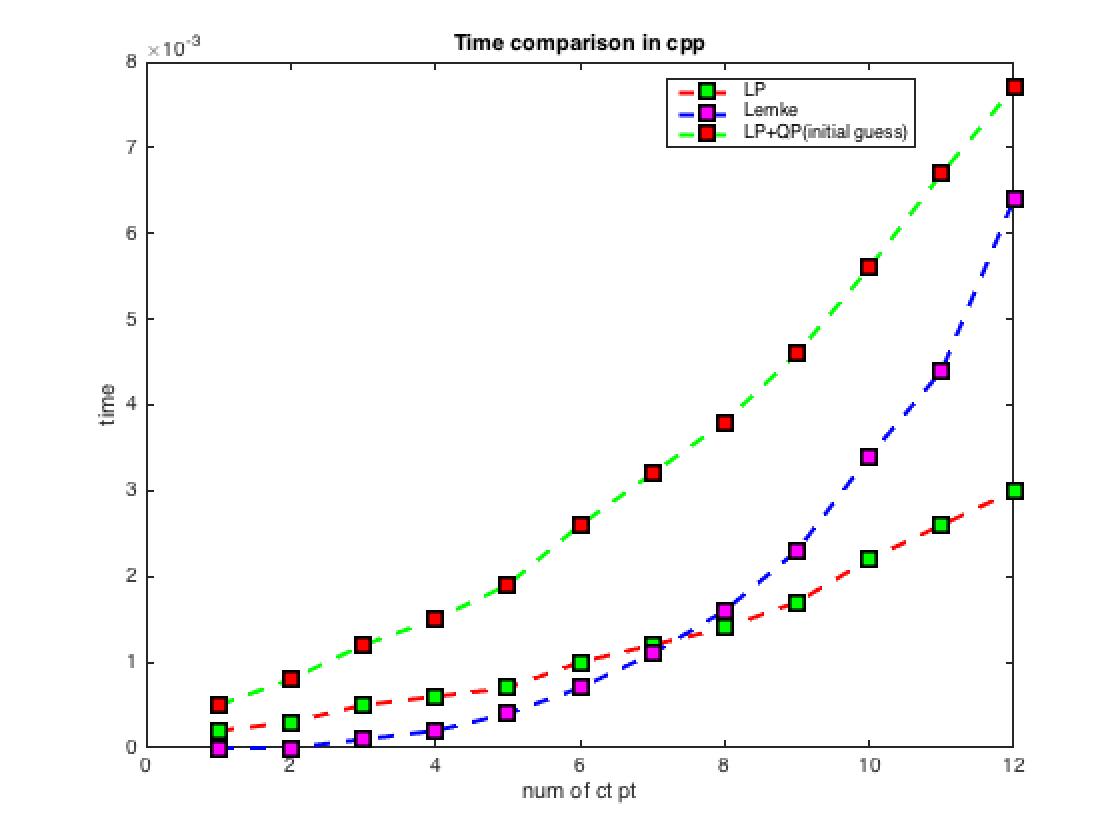 Time comparison in cpp
×10-3
8
7
6
5
4
3
2
1
0
time
LP
Lemke
LP+QP(initial guess)
0 2 4 6 8 10 12
num of ct pt